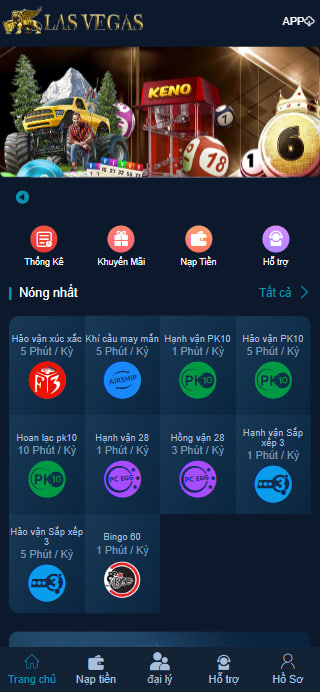 LAS VEGAS
APP
KENO
18
6
Thống Kê
Khuyến Mãi
Nạp Tiền
Hỗ trợ
Nóng nhất
Tất cả
Hảo vận xúc xắc
5 Phút / Kỳ
Khí cầu may mắn
5 Phút / Kỳ
AIRSHIP
Hạnh vận PK10
1 Phút / Kỳ
PK10
Hảo vận PK10
5 Phút / Kỳ
PK10
Hoan lạc pk10
10 Phút / Kỳ
PK10
Hạnh vận 28
1 Phút / Kỳ
PC EGG
Hồng vận 28
3 Phút / Kỳ
PC EGG
Hạnh vận Sắp
xếp 3
1 Phút / Kỳ
3
Hảo vận Sắp xếp
3
5 Phút / Kỳ
3
Bingo 60
1 Phút / Kỳ
Trang chủ
Nạp tiền
đại lý
Hỗ trợ
Hồ Sơ